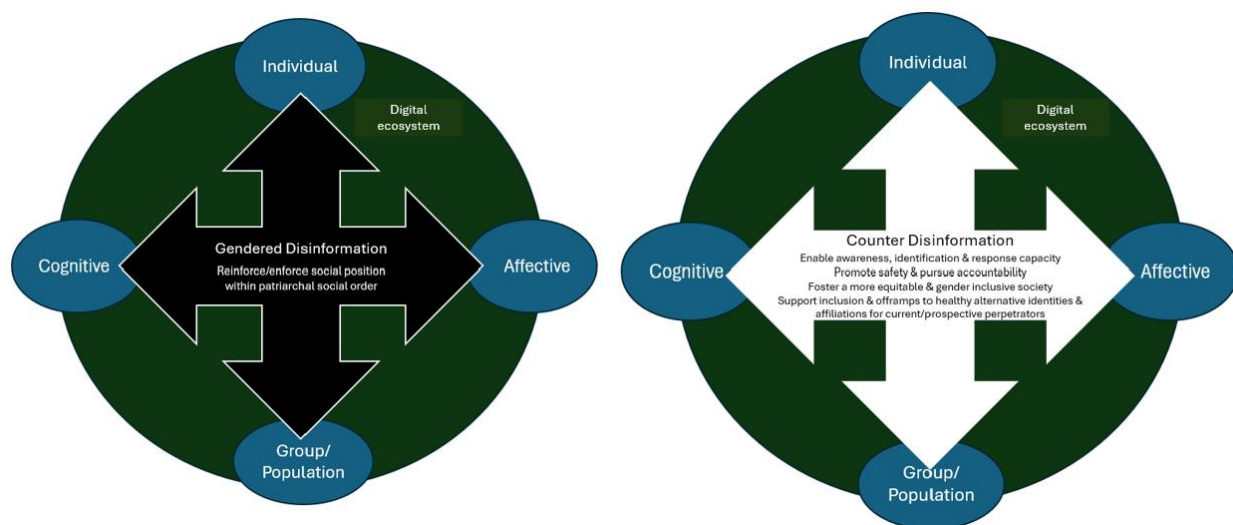 Individual
Digital
ecosystem
Cognitive
Gendered Disinformation
Reinforce/enforce social position
within patriarchal social order
Affective
Group/
Population
Individual
Digital
ecosystem
Cognitive
Counter Disinformation
Enable awareness, identification & response capacity
Promote safety & pursue accountability
Foster a more equitable & gender inclusive society
Support inclusion & offramps to healthy alternative identities &
affiliations for current/prospective perpetrators
Affective
Group/
Population